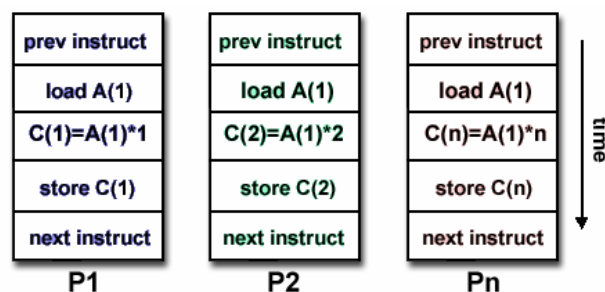 prev instruct
load A(1)
C(1)=A(1)*1
store C(1)
next instruct
P1
prev instruct
load A(1)
C(2)=A(1)*2
store C(2)
next instruct
P2
prev instruct
load A(1)
C(n)=A(1)*n
store C(n)
next instruct
Pn
time